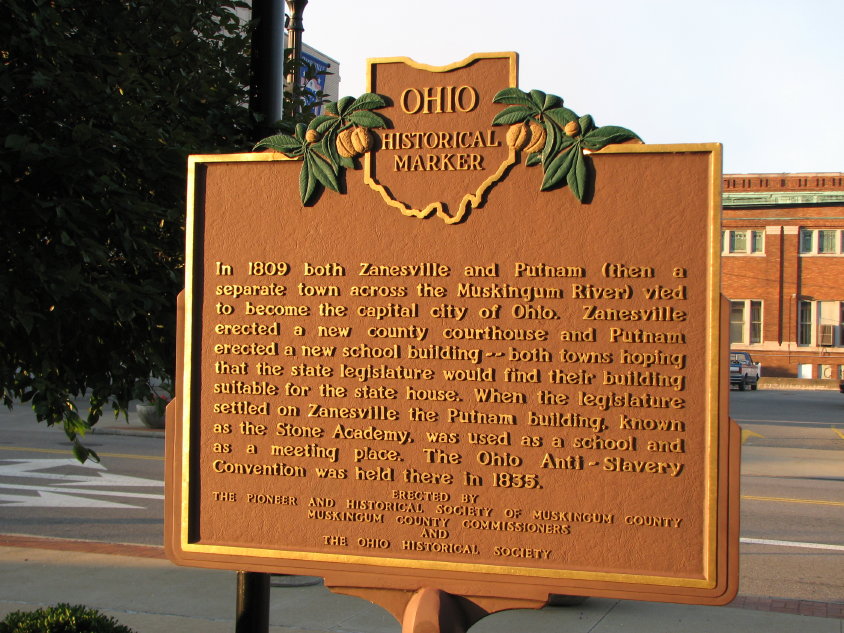 OHIO
HISTORICAL
MARKER
In 1809 both Zanesville and Putnam (then a
separate town across the Muskingum River) vied
to become the capital city of Ohio. Zanesville
erected a new county courthouse and Putnam
erected a new school building -- both towns hoping
that the state legislature would find their building
suitable for the state house. When the legislature
settled on Zanesville the Putnam building, known
as the Stone Academy, was used as a school and
as a meeting place. The Ohio Anti-Slavery
Convention was held there in 1835.
ERECTED BY
THE PIONEER AND HISTORICAL SOCIETY OF MUSKINGUM COUNTY
MUSKINGUM COUNTY COMMISSIONERS
AND
THE OHIO HISTORICAL SOCIETY